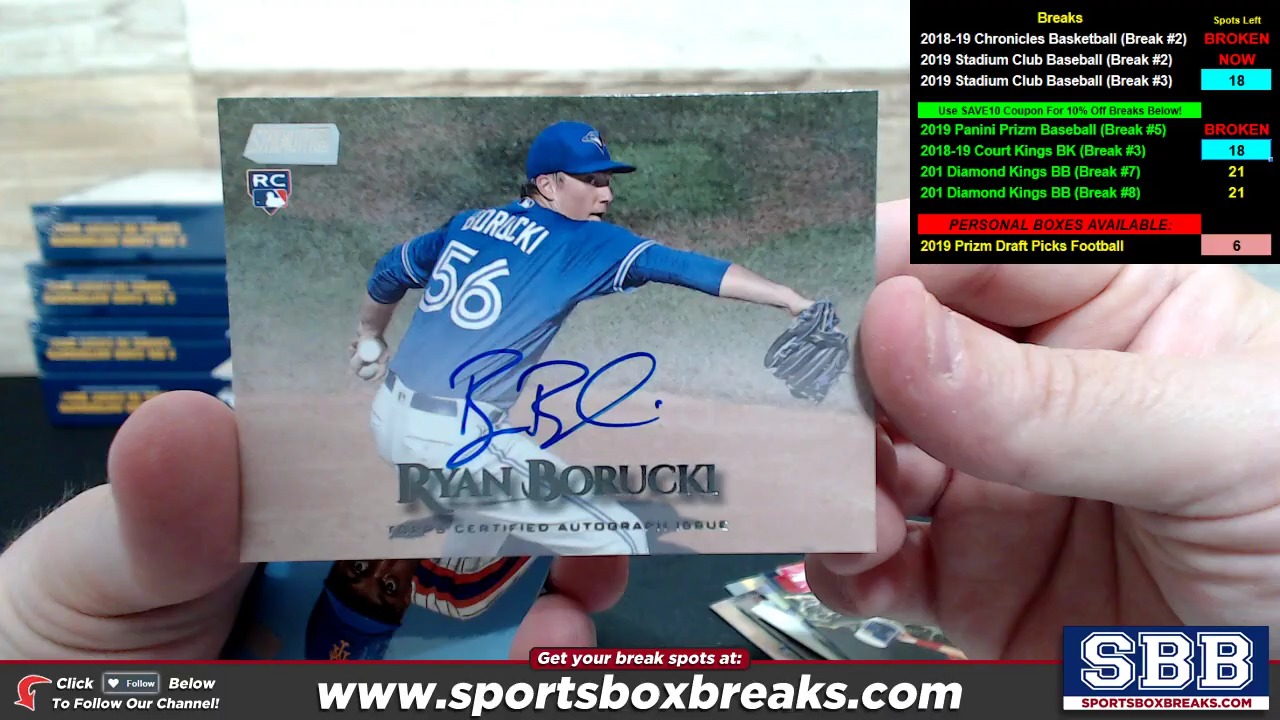 Breaks
Spots Left
2018-19 Chronicles Basketball (Break #2) BROKEN
2019 Stadium Club Baseball (Break #2) NOW
2019 Stadium Club Baseball (Break #3) 18
Use SAVE10 Coupon For 10% Off Breaks Below!
2019 Panini Prizm Baseball (Break #5) BROKEN
2018-19 Court Kings BK (Break #3) 18
201 Diamond Kings BB (Break #7) 21
201 Diamond Kings BB (Break #8) 21
PERSONAL BOXES AVAILABLE:
2019 Prizm Draft Picks Football 6
RC
BORUCKI
56
RYAN BORUCKI
TOPPS CERTIFIED AUTOGRAPH ISSUE
Get your break spots at:
Click Follow Below
To Follow Our Channel!
www.sportsboxbreaks.com
SBB
SPORTSBOXBREAKS.COM